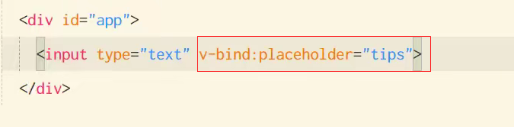 <div id="app">
<input type="text" v-bind:placeholder="tips">
</div>